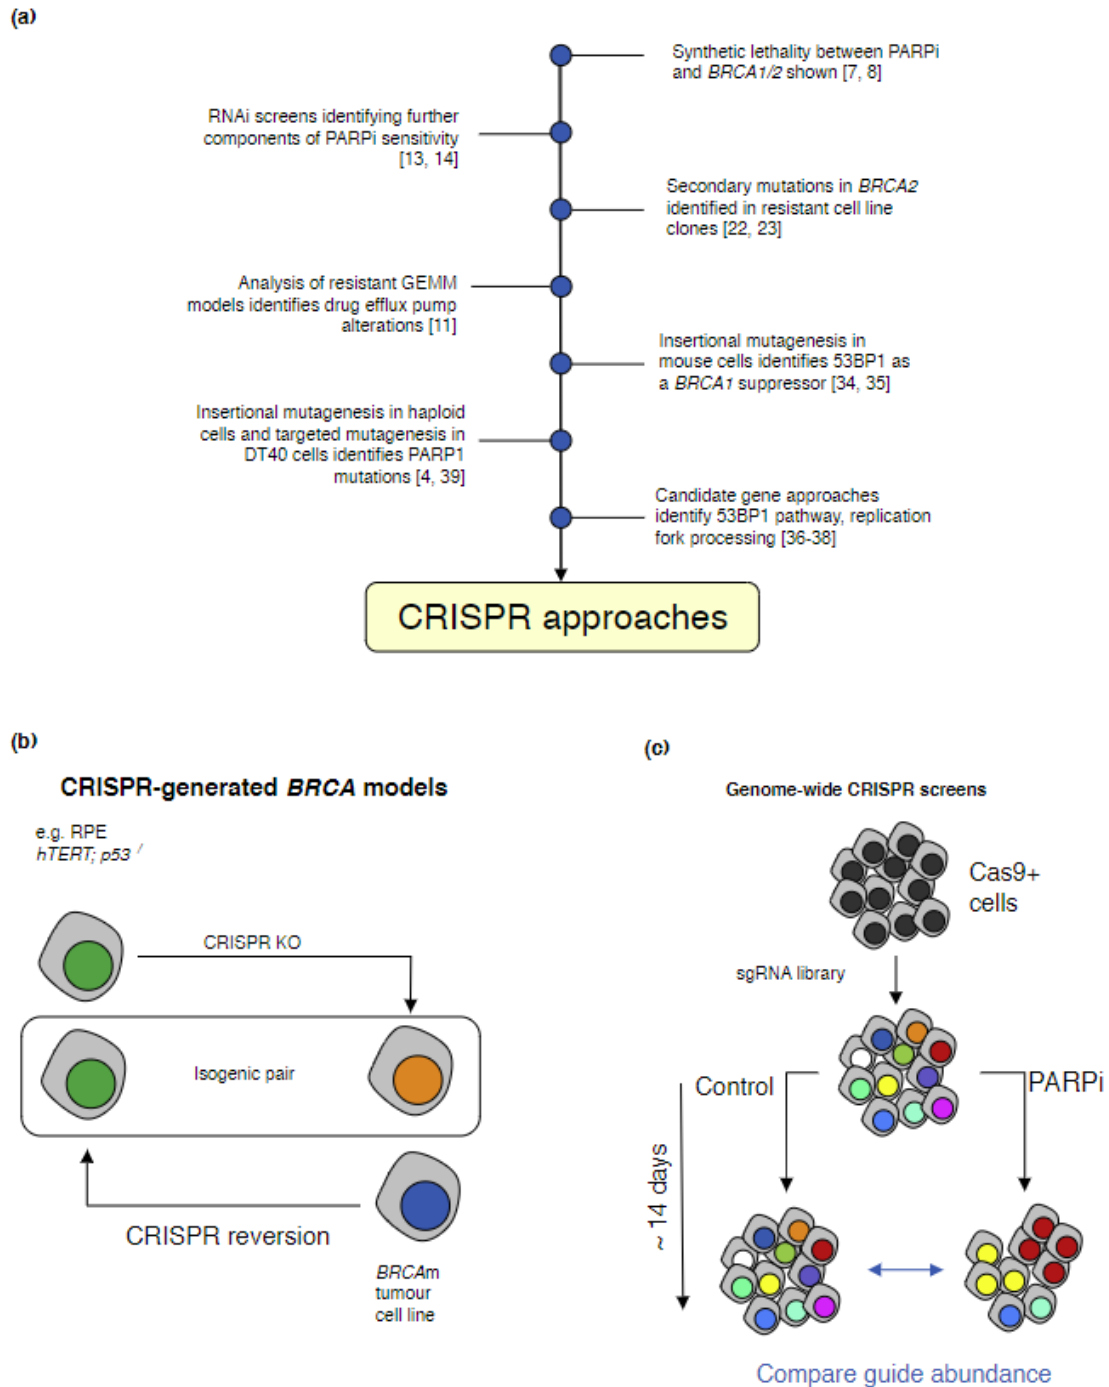 (a)
Synthetic lethality between PARPi
and BRCA1/2 shown [7, 8]
RNAi screens identifying further
components of PARPi sensitivity
[13, 14]
Secondary mutations in BRCA2
identified in resistant cell line
clones [22, 23]
Analysis of resistant GEMM
models identifies drug efflux pump
alterations [11]
Insertional mutagenesis in
mouse cells identifies 53BP1 as
a BRCA1 suppressor [34, 35]
Insertional mutagenesis in haploid
cells and targeted mutagenesis in
DT40 cells identifies PARP1
mutations [4, 39]
Candidate gene approaches
identify 53BP1 pathway, replication
fork processing [36-38]
CRISPR approaches
(b)
CRISPR-generated BRCA models
e.g. RPE
hTERT; p53 /
CRISPR KO
Isogenic pair
CRISPR reversion
BRCAm
tumour
cell line
(c)
Genome-wide CRISPR screens
Cas9+
cells
sgRNA library
Control
PARPi
~ 14 days
Compare guide abundance